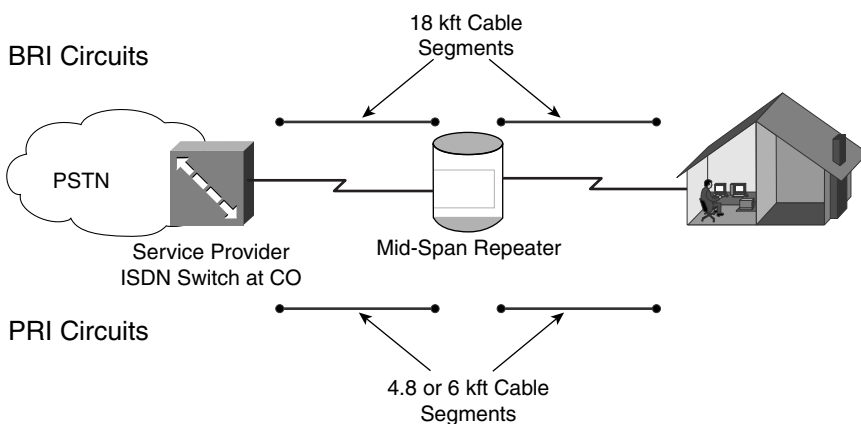 18 kft Cable
Segments
BRI Circuits
PSTN
Service Provider
ISDN Switch at CO
Mid-Span Repeater
PRI Circuits
4.8 or 6 kft Cable
Segments